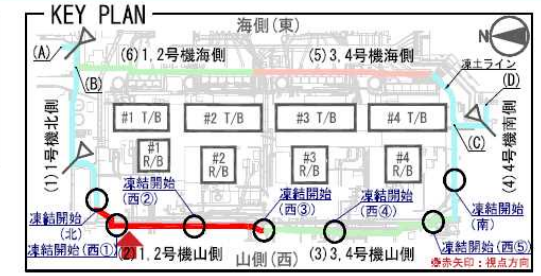 KEY PLAN
海側(東)
N
(A)
(6)1,2号機海側
(5)3,4号機海側
凍土ライン
(B)
(D)
(1)1号機北側
#1 T/B
#2 T/B
#3 T/B
#4 T/B
(C)
(4)4号機南側
#1
R/B
#2
R/B
#3
R/B
#4
R/B
凍結開始
(西②)
凍結開始
(西③)
凍結開始
(西④)
凍結開始
(南)
凍結開始
(北)
凍結開始(西①)
(2)1,2号機山側
山側(西)
(3)3,4号機山側
凍結開始(西⑤)
※赤矢印:視点方向